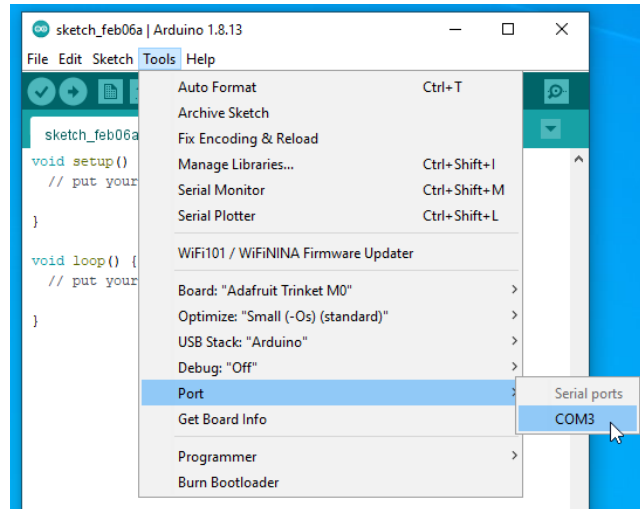 sketch_feb06a | Arduino 1.8.13
File Edit Sketch Tools Help
sketch_feb06a
void setup()
// put your
}
void loop() {
// put your
}
Auto Format Ctrl+T
Archive Sketch
Fix Encoding & Reload
Manage Libraries... Ctrl+Shift+I
Serial Monitor Ctrl+Shift+M
Serial Plotter Ctrl+Shift+L
WiFi101 / WiFiNINA Firmware Updater
Board: "Adafruit Trinket M0"
Optimize: "Small (-Os) (standard)"
USB Stack: "Arduino"
Debug: "Off"
Port
Get Board Info
Programmer
Burn Bootloader
Serial ports
COM3